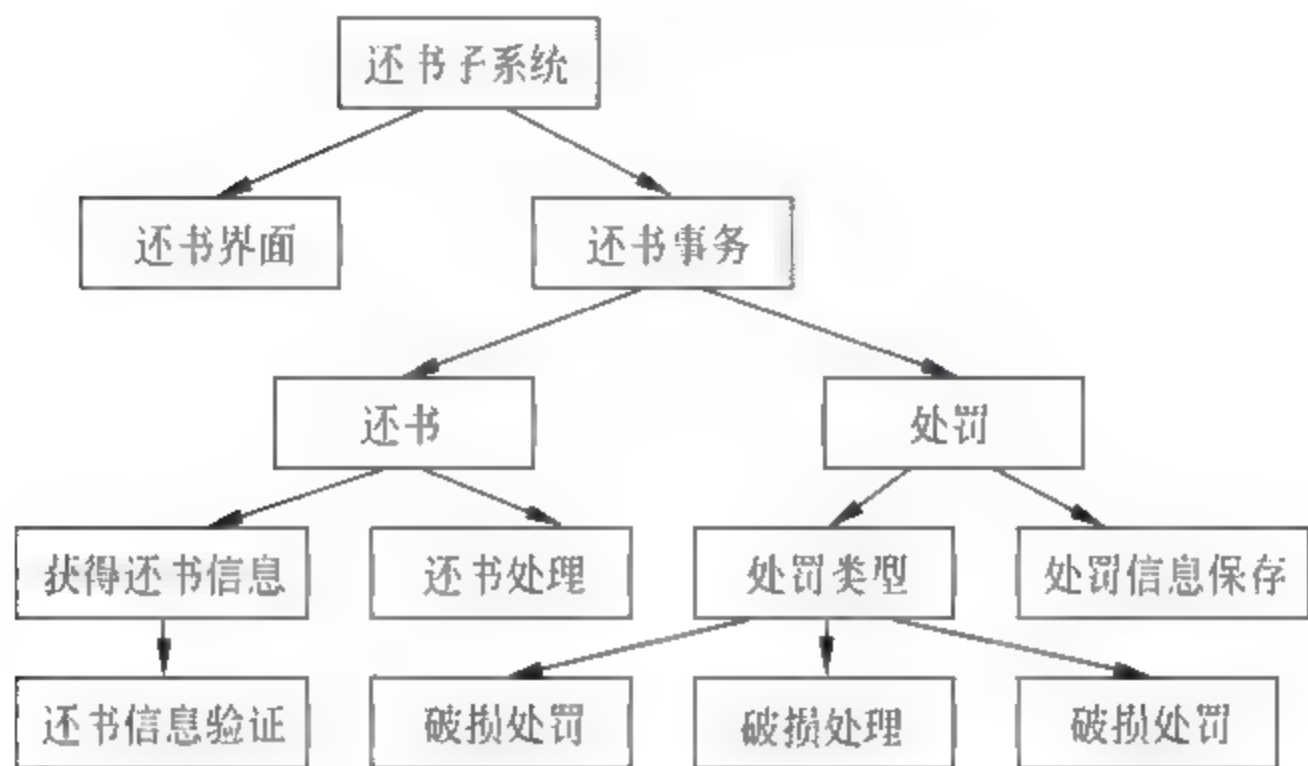 还书子系统
还书界面
还书事务
还书
处罚
获得还书信息
还书处理
处罚类型
处罚信息保存
还书信息验证
破损处罚
破损处理
破损处罚